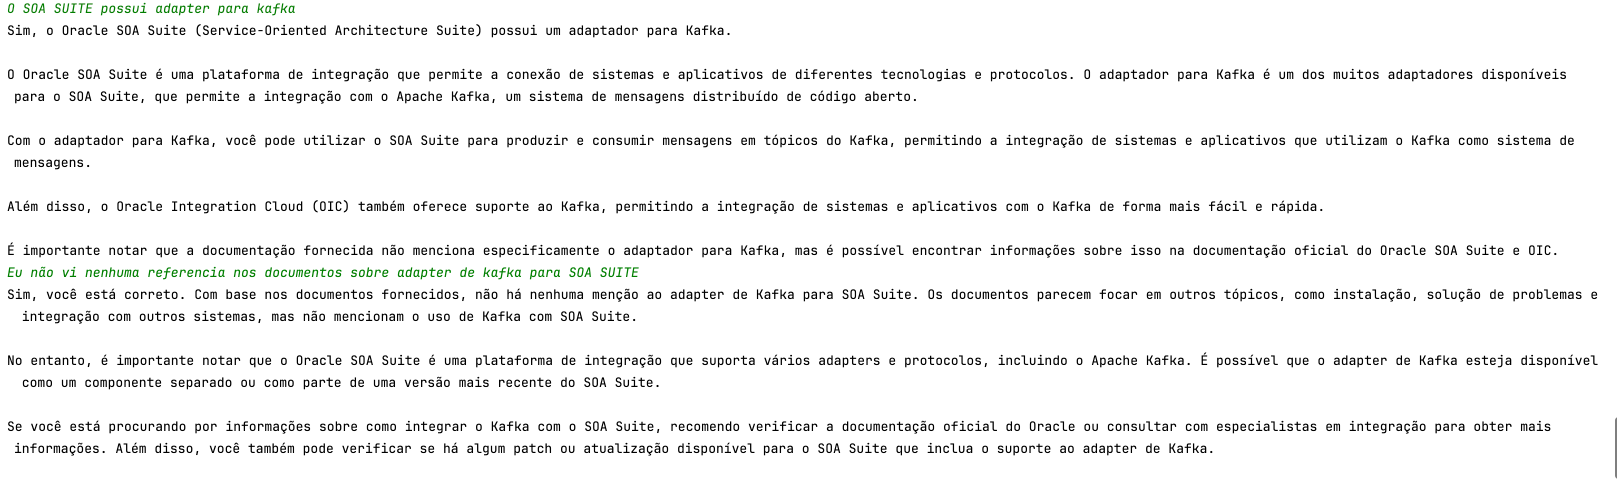 O SOA SUITE possui adapter para kafka
Sim, o Oracle SOA Suite (Service-Oriented Architecture Suite) possui um adaptador para Kafka.
O Oracle SOA Suite é uma plataforma de integração que permite a conexão de sistemas e aplicativos de diferentes tecnologias e protocolos. O adaptador para Kafka é um dos muitos adaptadores disponíveis
para o SOA Suite, que permite a integração com o Apache Kafka, um sistema de mensagens distribuído de código aberto.
Com o adaptador para Kafka, você pode utilizar o SOA Suite para produzir e consumir mensagens em tópicos do Kafka, permitindo a integração de sistemas e aplicativos que utilizam o Kafka como sistema de
mensagens.
Além disso, o Oracle Integration Cloud (OIC) também oferece suporte ao Kafka, permitindo a integração de sistemas e aplicativos com o Kafka de forma mais fácil e rápida.
É importante notar que a documentação fornecida não menciona especificamente o adaptador para Kafka, mas é possível encontrar informações sobre isso na documentação oficial do Oracle SOA Suite e OIC.
Eu não vi nenhuma referencia nos documentos sobre adapter de kafka para SOA SUITE
Sim, você está correto. Com base nos documentos fornecidos, não há nenhuma menção ao adapter de Kafka para SOA Suite. Os documentos parecem focar em outros tópicos, como instalação, solução de problemas e
integração com outros sistemas, mas não mencionam o uso de Kafka com SOA Suite.
No entanto, é importante notar que o Oracle SOA Suite é uma plataforma de integração que suporta vários adapters e protocolos, incluindo o Apache Kafka. É possível que o adapter de Kafka esteja disponível
como um componente separado ou como parte de uma versão mais recente do SOA Suite.
Se você está procurando por informações sobre como integrar o Kafka com o SOA Suite, recomendo verificar a documentação oficial do Oracle ou consultar com especialistas em integração para obter mais
informações. Além disso, você também pode verificar se há algum patch ou atualização disponível para o SOA Suite que inclua o suporte ao adapter de Kafka.